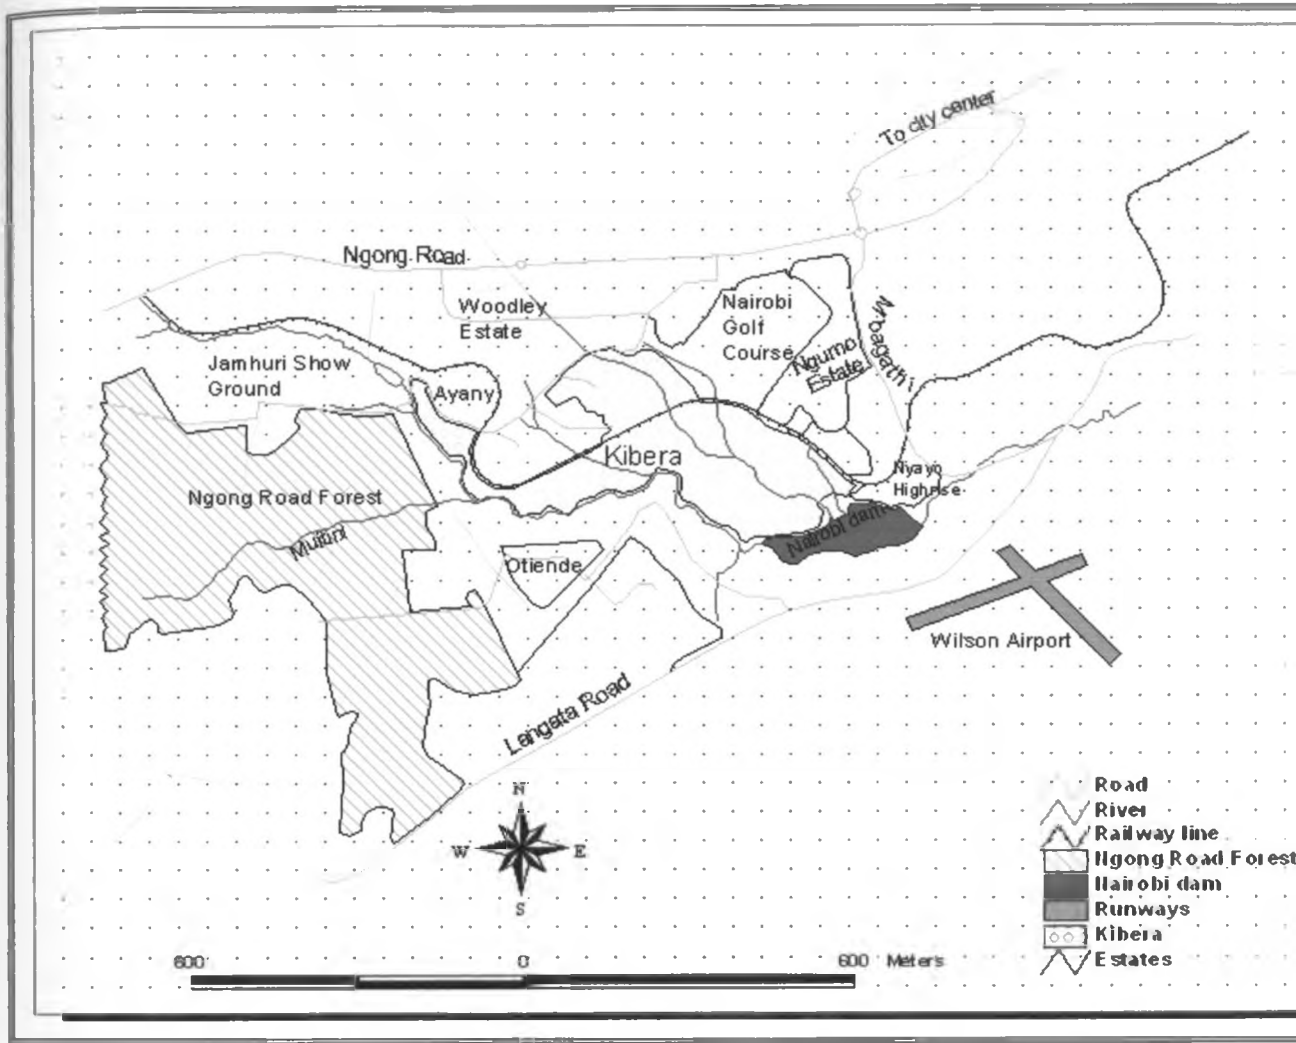 To city center
Ngong Road
Woodley
Estate
Nairobi
Golf
Course
Mbagathi
Ngumo
Estate
Jamhuri Show
Ground
Ayany
Kibera
Nyayo
Highrise
Ngong Road Forest
Nairobi dam
Otiende
Wilson Airport
Langata Road
N
W
E
S
Road
River
Railway line
Ngong Road Forest
Nairobi dam
Runways
Kibera
Estates
600
0
600 Meters